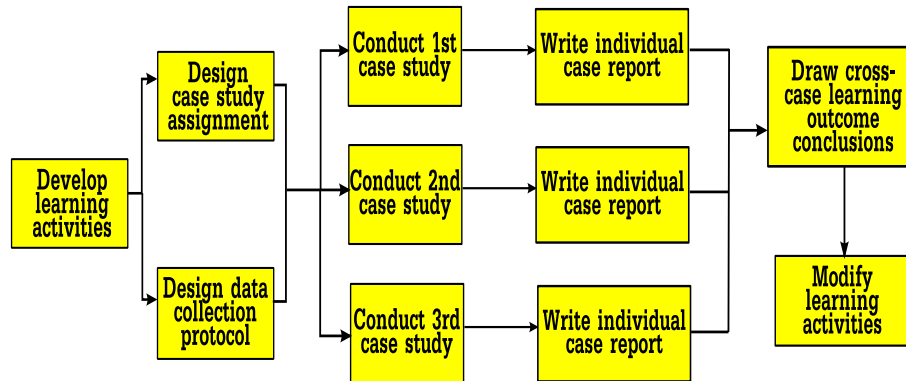 Develop
learning
activities
Design
case study
assignment
Design data
collection
protocol
Conduct 1st
case study
Conduct 2nd
case study
Conduct 3rd
case study
Write individual
case report
Write individual
case report
Write individual
case report
Draw cross-
case learning
outcome
conclusions
Modify
learning
activities